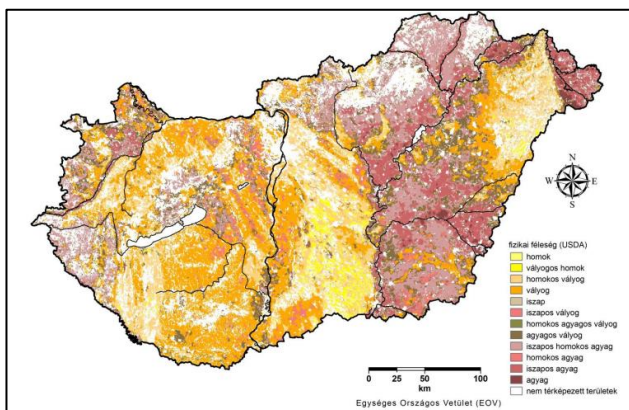 N
W E
S
fizikai féleség (USDA)
homok
vályogos homok
homokos vályog
vályog
iszap
iszapos vályog
homokos agyagos vályog
agyagos vályog
iszapos homokos agyag
homokos agyag
iszapos agyag
agyag
nem térképezett területek
0 25 50 100
km
Egységes Országos Vetület (EOV)